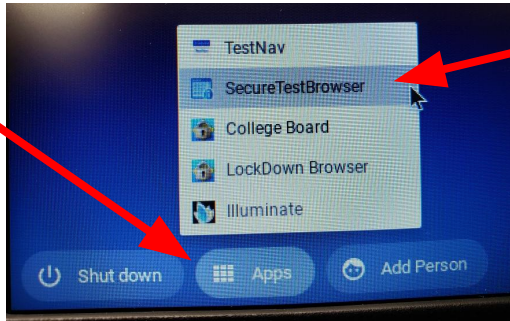 TestNav
SecureTestBrowser
College Board
LockDown Browser
Illuminate
Shut down
Apps
Add Person